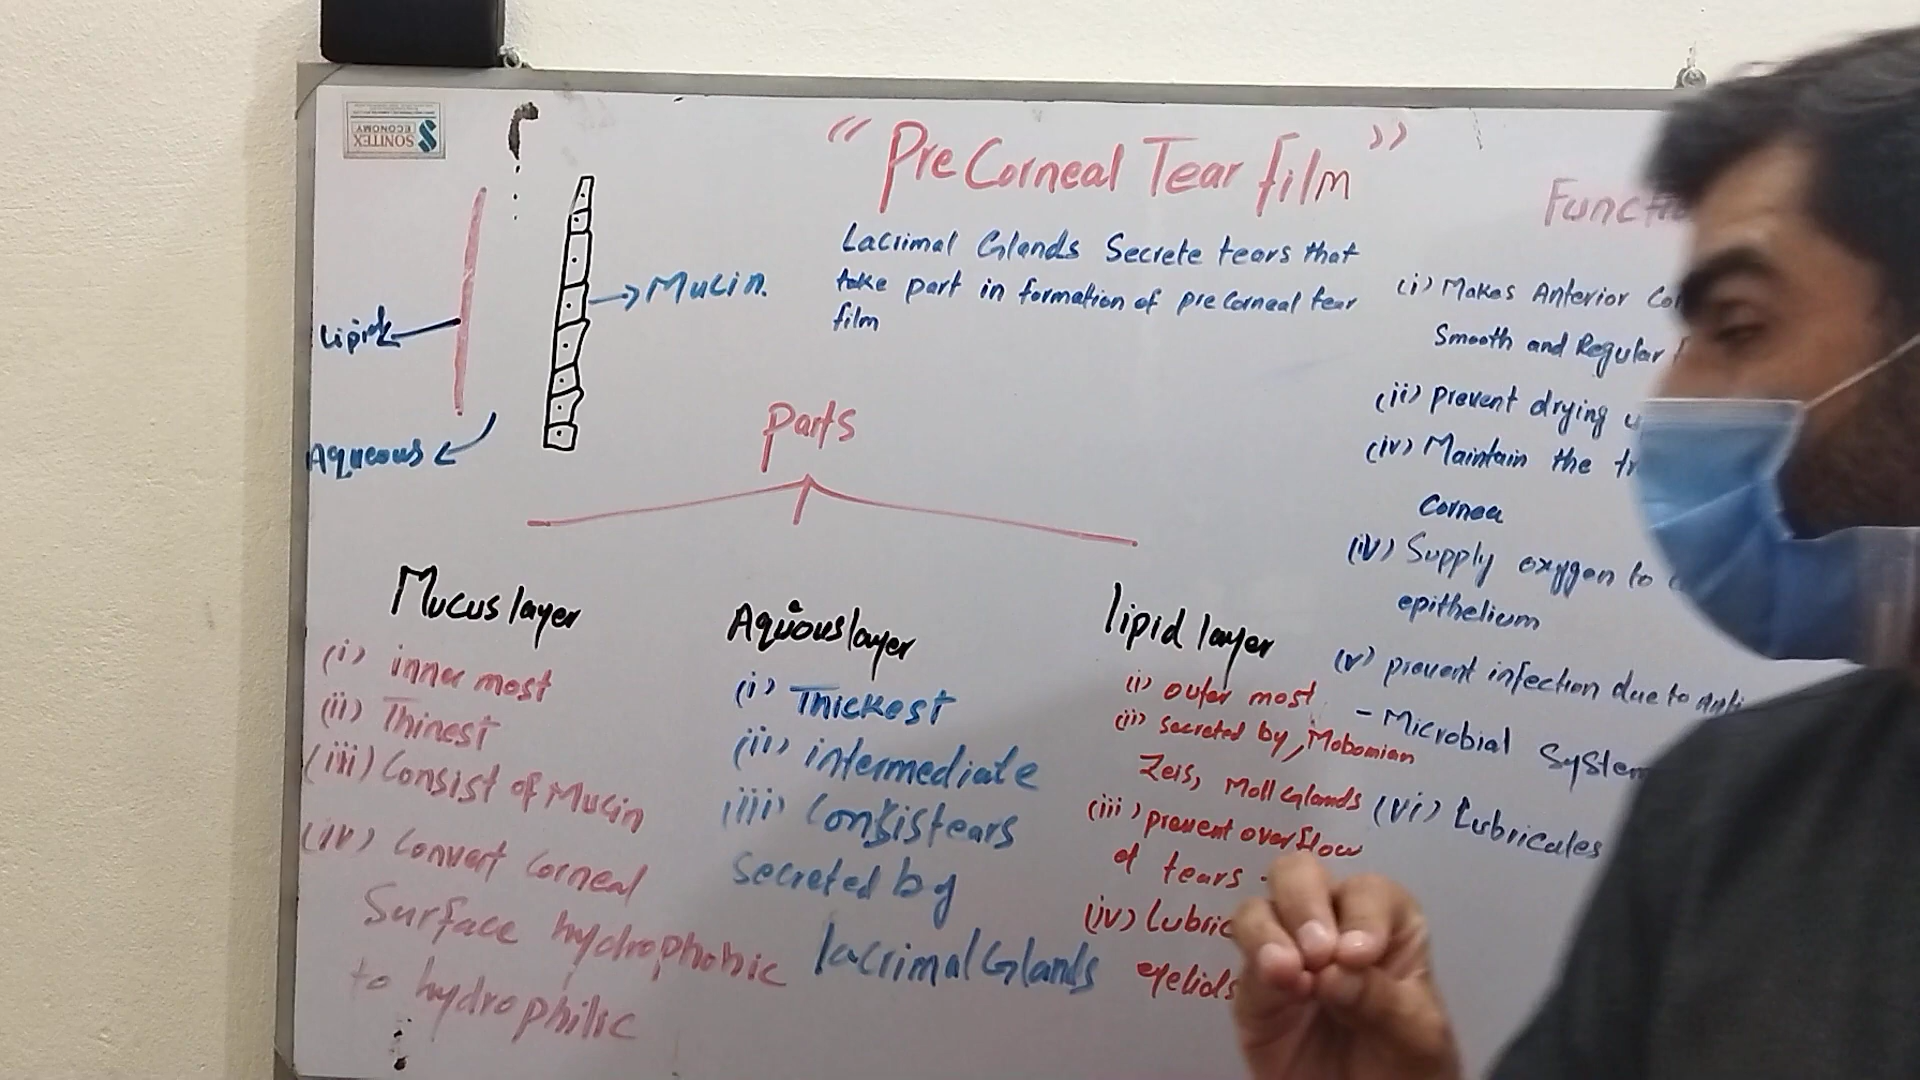 SONITEX
ECONOMY
"Pre Corneal Tear film"
Lacrimal Glands Secrete tears that
take part in formation of pre Corneal tear
film
Mucin.
Lipid
Aqueous
Parts
Mucus layer
(i) inner most
(ii) Thinest
(iii) Consist of Mucin
(iv) Convert Corneal
Surface hydrophobic
to hydrophilic
Aqiouslayer
(i) Thickest
(ii) intermediate
(iii) Consistears
Secreted by
lacrimal Glands
lipid layer
(i) outer most
(ii) secreted by, Mobomian
Zeis, Moll Glands
(iii) prevent overflow
of tears
(iv) Lubric
eyelids
Functio
(i) Makes Anterior Co
Smooth and Regular
(ii) prevent drying u
(iv) Maintain the tr
Cornea
(iv) Supply oxygen to
epithelium
(v) prevent infection due to Anti
- Microbial System
(vi) Lubricates